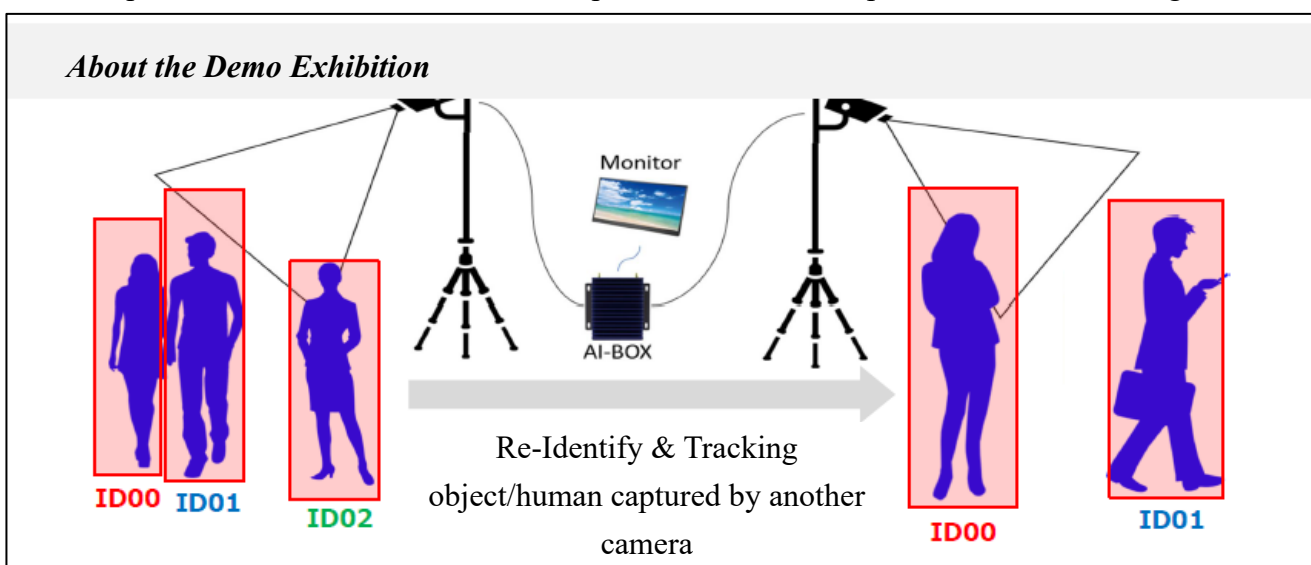 About the Demo Exhibition
Monitor
AI-BOX
Re-Identify & Tracking
object/human captured by another
camera
ID00
ID01
ID02
ID00
ID01